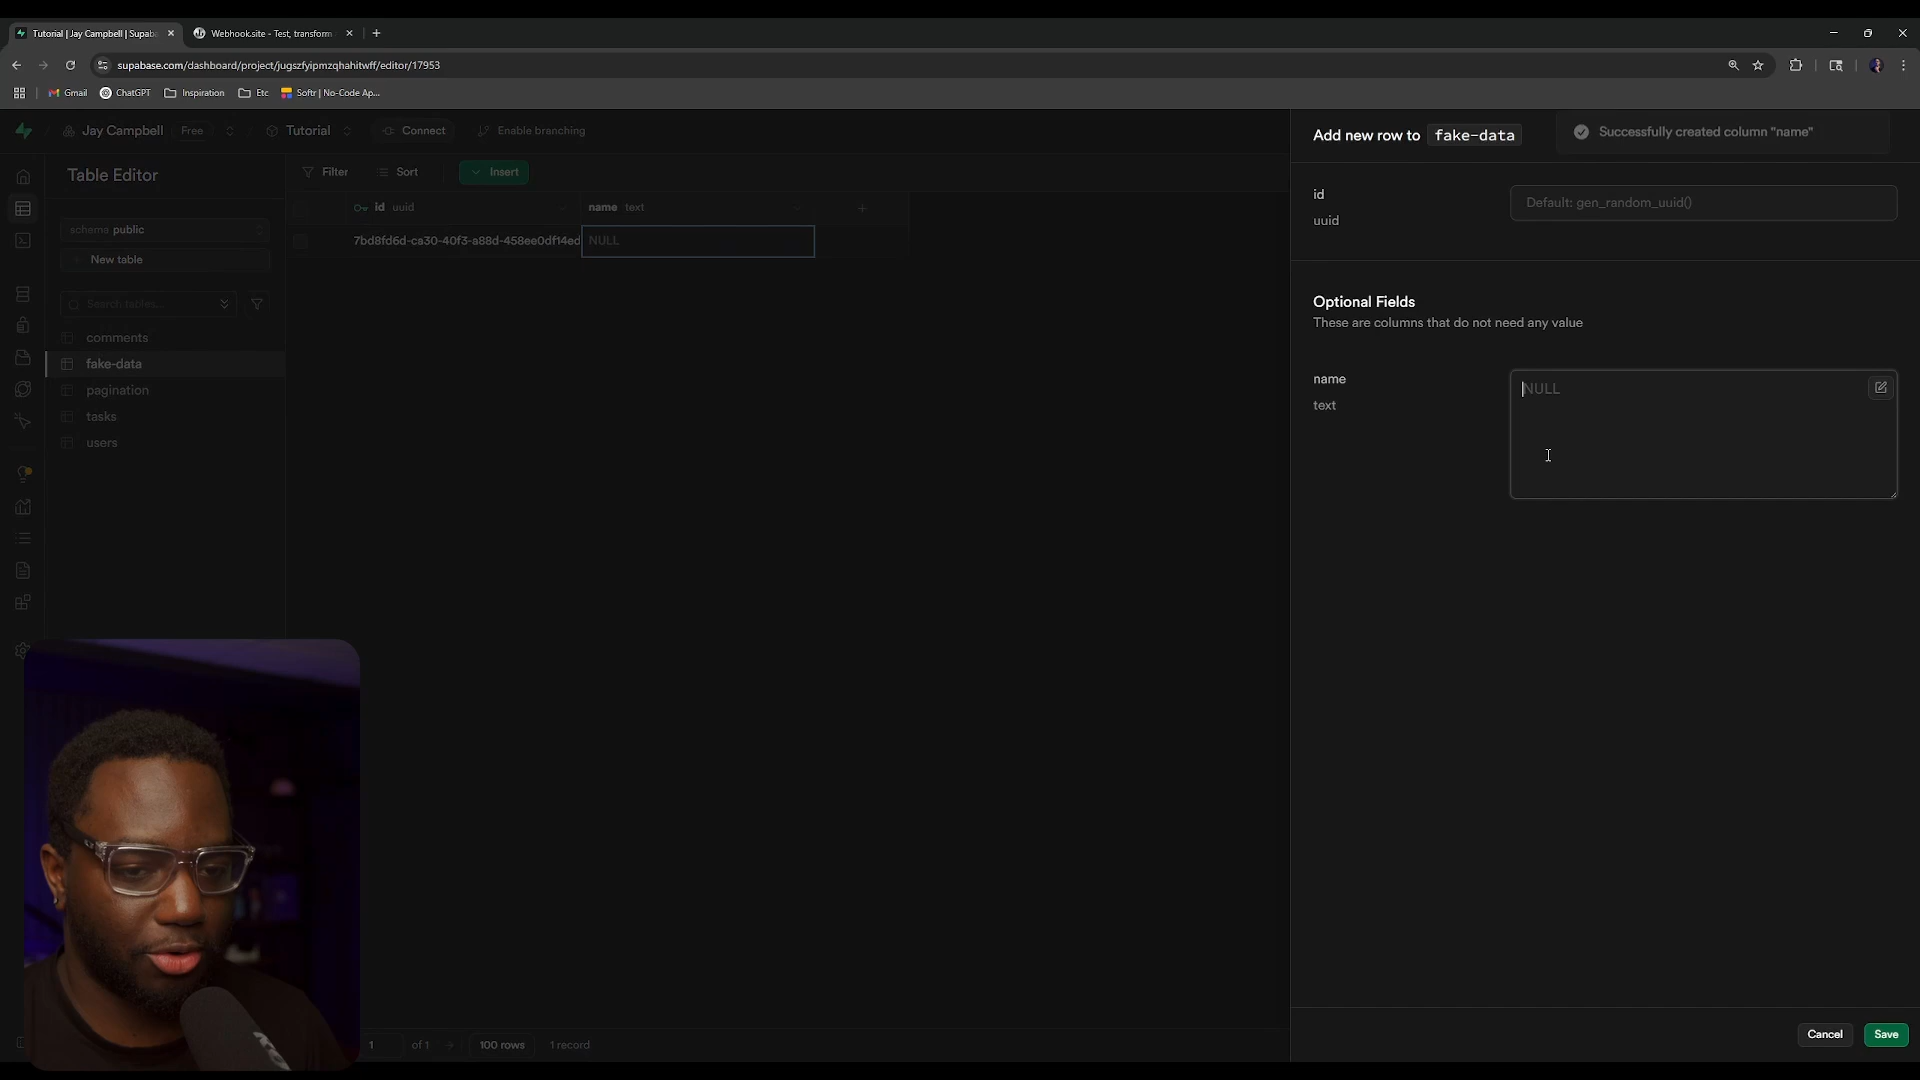 Tutorial | Jay Campbell | Supaba
Webhook.site - Test, transform
supabase.com/dashboard/project/jugszfyipmzqhahitwff/editor/17953
Gmail
ChatGPT
Inspiration
Etc
Softr | No-Code Ap...
Jay Campbell
Free
Tutorial
Connect
Enable branching
Add new row to fake-data
Successfully created column "name"
Table Editor
Filter
Sort
Insert
id
uuid
Default: gen_random_uuid()
id uuid
name text
schema public
7bd8fd6d-ca30-40f3-a88d-458ee0df14ed
NULL
New table
Search tables...
Optional Fields
These are columns that do not need any value
comments
fake-data
pagination
tasks
users
name
text
NULL
1
of 1
100 rows
1 record
Cancel
Save